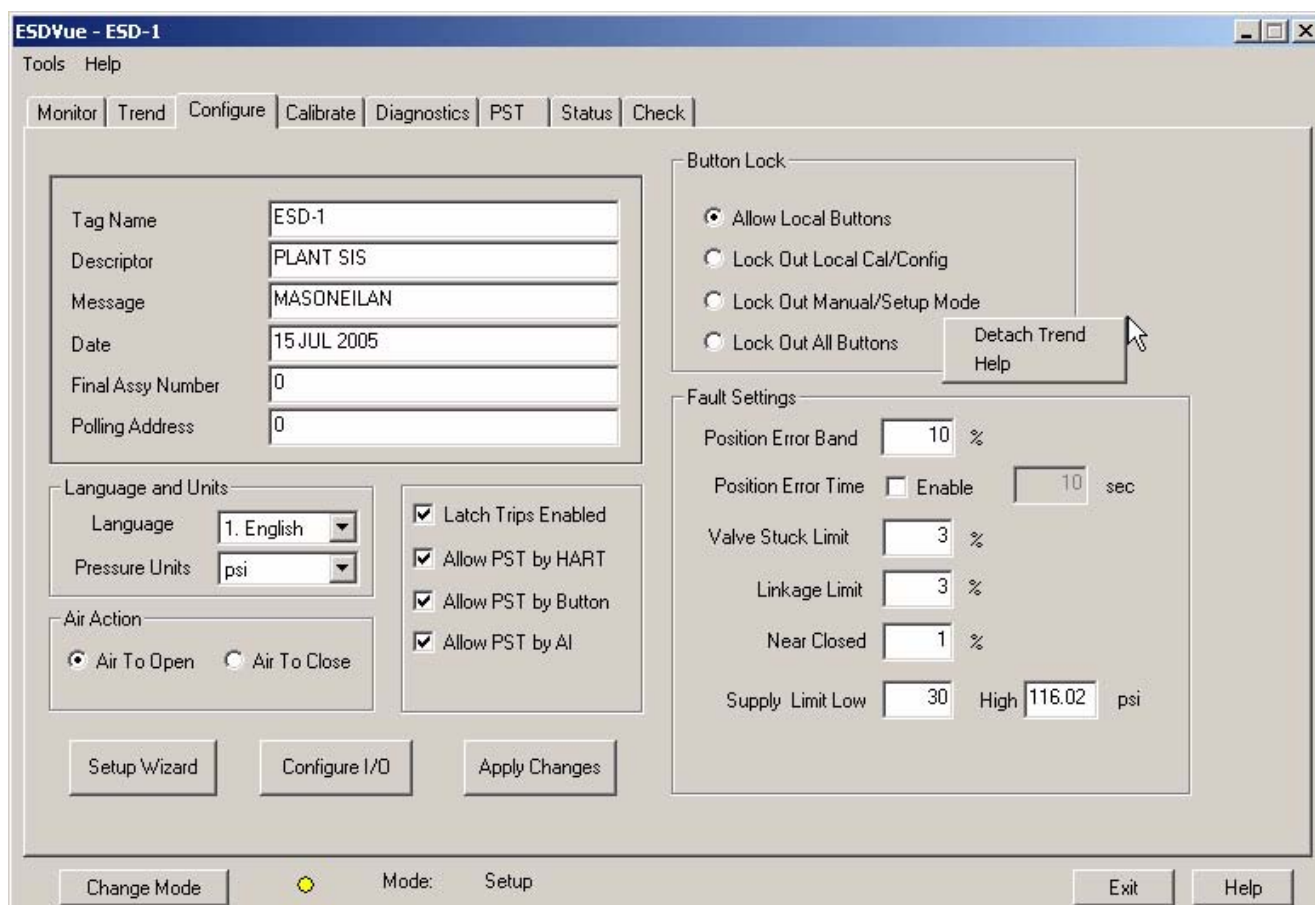 ESDVue - ESD-1
Tools Help
Monitor Trend Configure Calibrate Diagnostics PST Status Check
Tag Name ESD-1
Descriptor PLANT SIS
Message MASONEILAN
Date 15 JUL 2005
Final Assy Number 0
Polling Address 0
Language and Units
Language 1. English
Pressure Units psi
Air Action
Air To Open Air To Close
Latch Trips Enabled
Allow PST by HART
Allow PST by Button
Allow PST by AI
Button Lock
Allow Local Buttons
Lock Out Local Cal/Config
Lock Out Manual/Setup Mode
Lock Out All Buttons
Detach Trend
Help
Fault Settings
Position Error Band 10 %
Position Error Time Enable 10 sec
Valve Stuck Limit 3 %
Linkage Limit 3 %
Near Closed 1 %
Supply Limit Low 30 High 116.02 psi
Setup Wizard Configure I/O Apply Changes
Change Mode Mode: Setup Exit Help